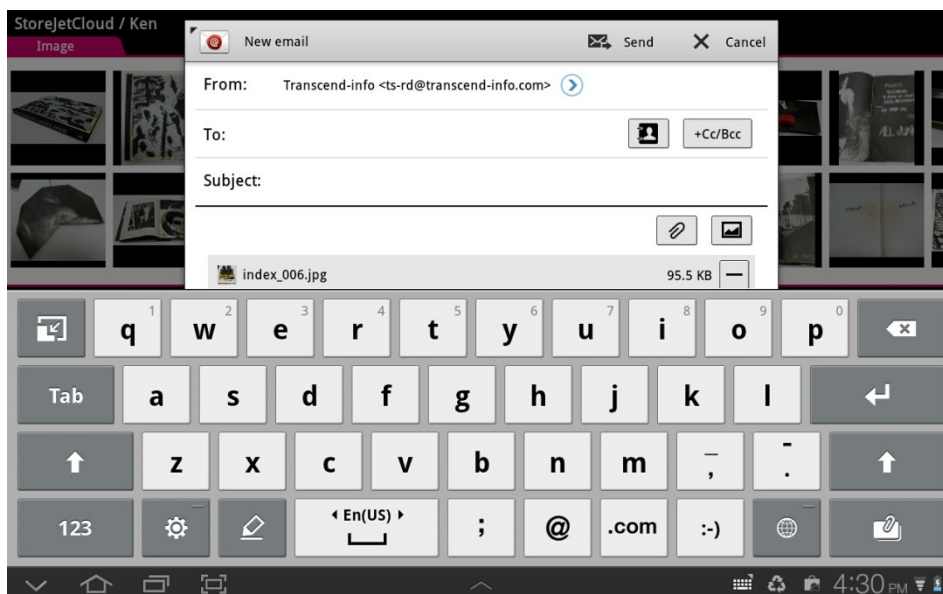 StoreJetCloud / Ken
Image
New email
Send
Cancel
From: Transcend-info <ts-rd@transcend-info.com>
To:
+Cc/Bcc
Subject:
index_006.jpg 95.5 KB
q 1 w 2 e 3 r 4 t 5 y 6 u 7 i 8 o 9 p 0
Tab a s d f g h j k l
z x c v b n m _ , - .
123 En(US) ; @ .com :-)
4:30 PM